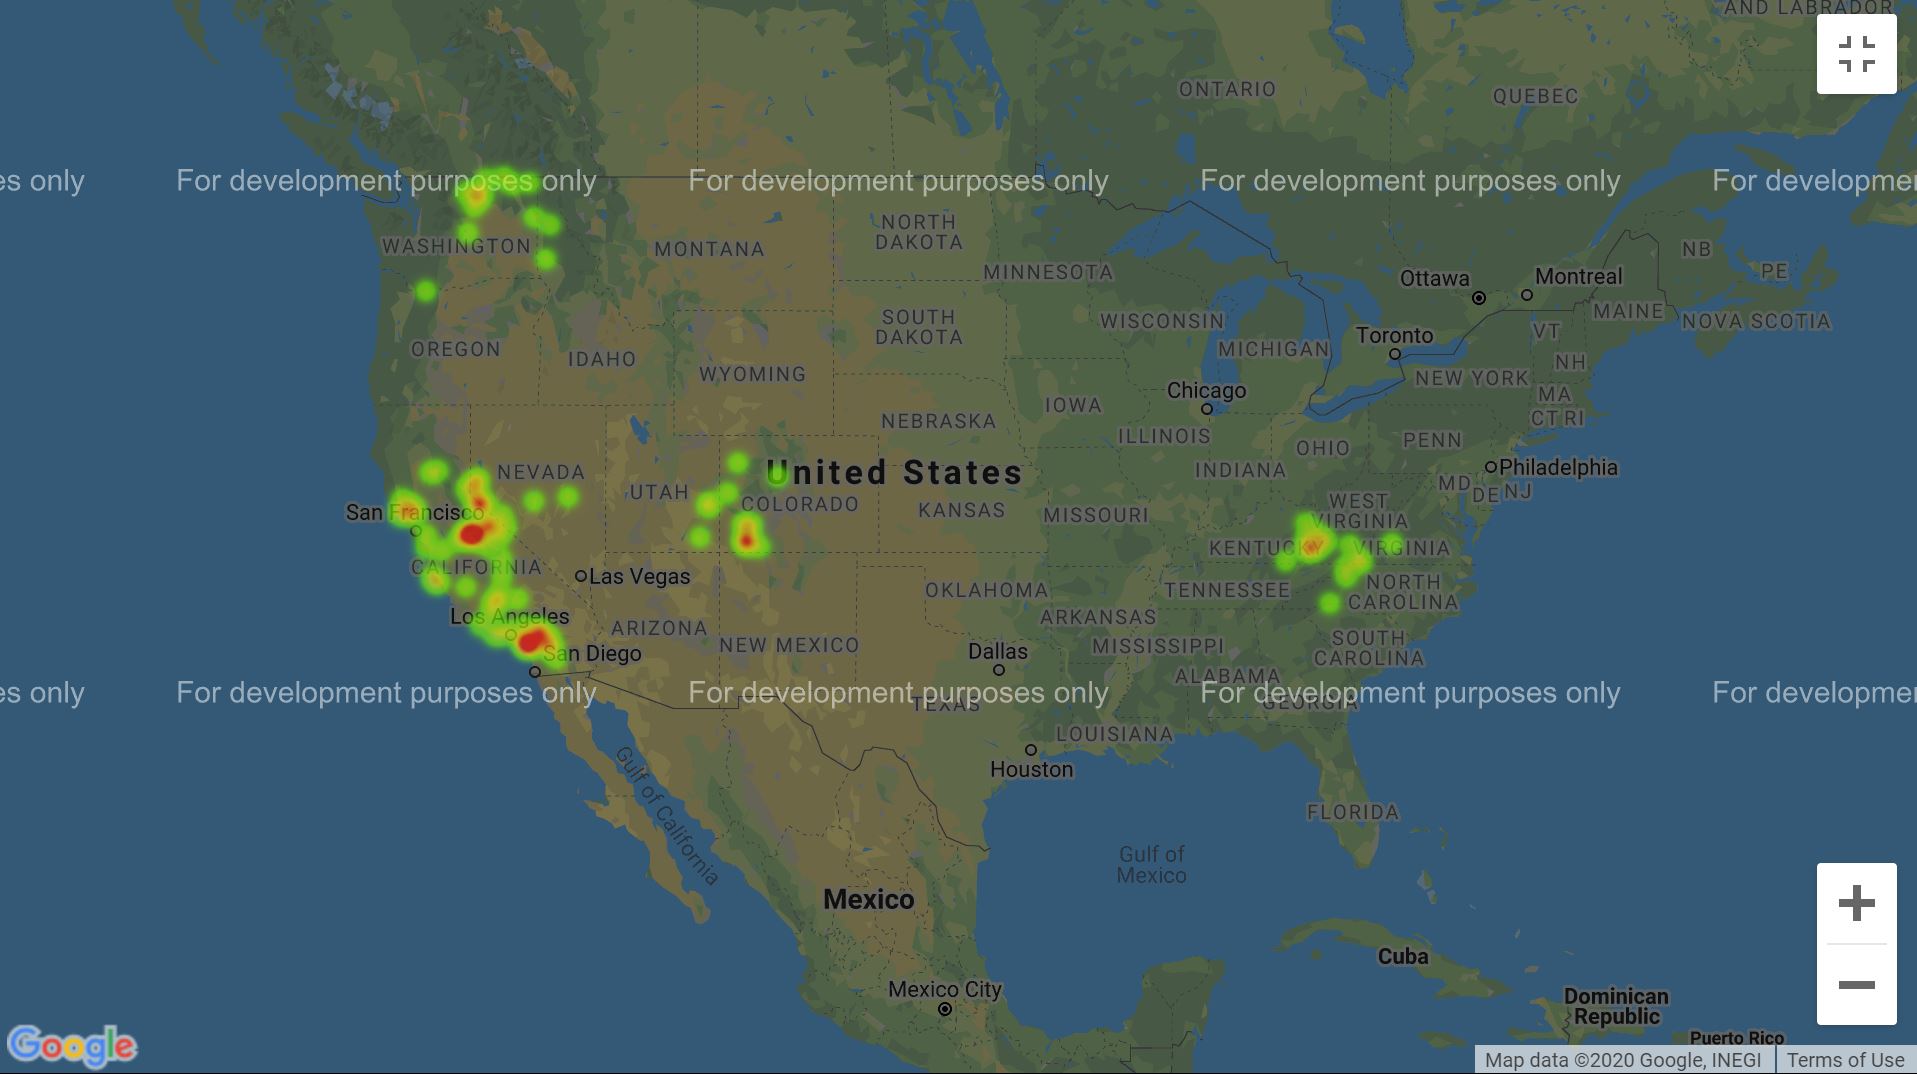 AND LABRADOR
ONTARIO
QUEBEC
es only
For development purposes only
For development purposes only
For development purposes only
For developme
WASHINGTON
MONTANA
NORTH
DAKOTA
MINNESOTA
NB
PE
Ottawa
Montreal
MAINE
NOVA SCOTIA
SOUTH
DAKOTA
WISCONSIN
MICHIGAN
Toronto
VT
NH
OREGON
IDAHO
WYOMING
NEW YORK
MA
CT RI
Chicago
IOWA
NEBRASKA
ILLINOIS
OHIO
PENN
INDIANA
Philadelphia
MD
DE
NJ
NEVADA
UTAH
United States
COLORADO
KANSAS
MISSOURI
WEST
VIRGINIA
San Francisco
KENTUCKY
VIRGINIA
CALIFORNIA
Las Vegas
OKLAHOMA
TENNESSEE
NORTH
CAROLINA
ARKANSAS
Los Angeles
ARIZONA
NEW MEXICO
MISSISSIPPI
SOUTH
CAROLINA
San Diego
Dallas
ALABAMA
es only
For development purposes only
For development purposes only
For development purposes only
For developme
TEXAS
GEORGIA
LOUISIANA
Houston
Gulf of California
FLORIDA
Gulf of
Mexico
Mexico
Cuba
Mexico City
Dominican
Republic
Puerto Rico
Google
Map data ©2020 Google, INEGI
Terms of Use